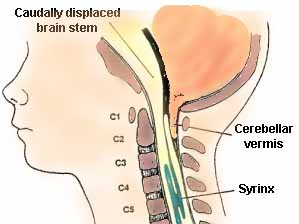 Caudally displaced
brain stem
C1
C2
C3
C4
C5
Cerebellar
vermis
Syrinx